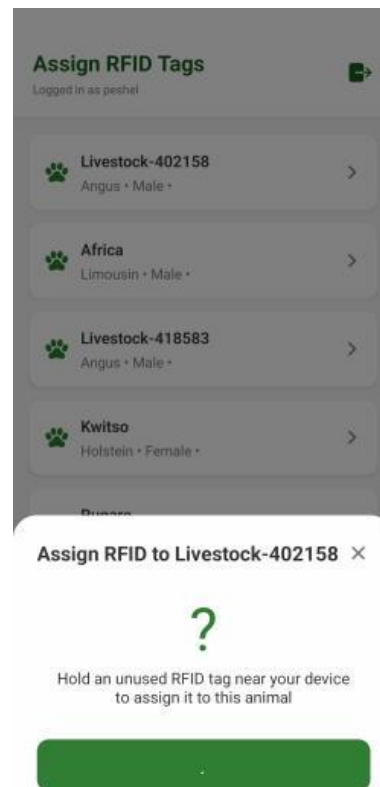 Assign RFID Tags
Logged in as peshel
Livestock-402158
Angus • Male •
Africa
Limousin • Male •
Livestock-418583
Angus • Male •
Kwitso
Holstein • Female •
Assign RFID to Livestock-402158 ×
?
Hold an unused RFID tag near your device
to assign it to this animal
.